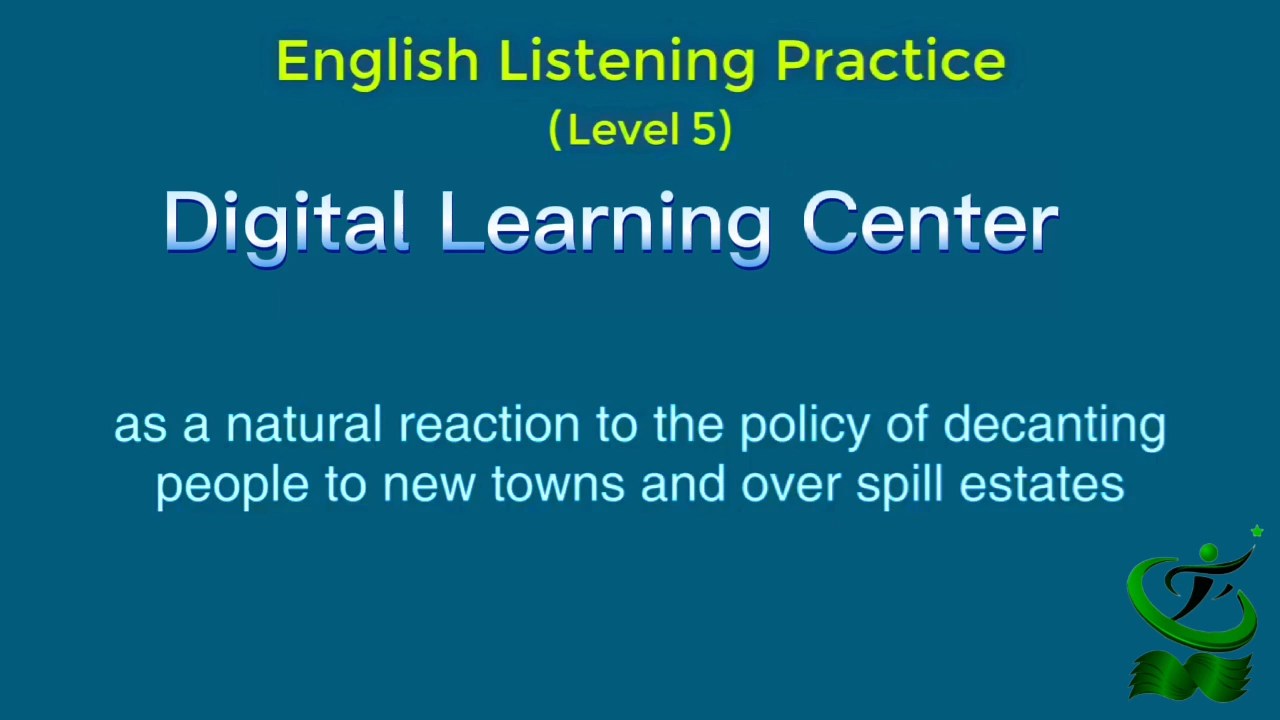 English Listening Practice
(Level 5)
Digital Learning Center
as a natural reaction to the policy of decanting
people to new towns and over spill estates